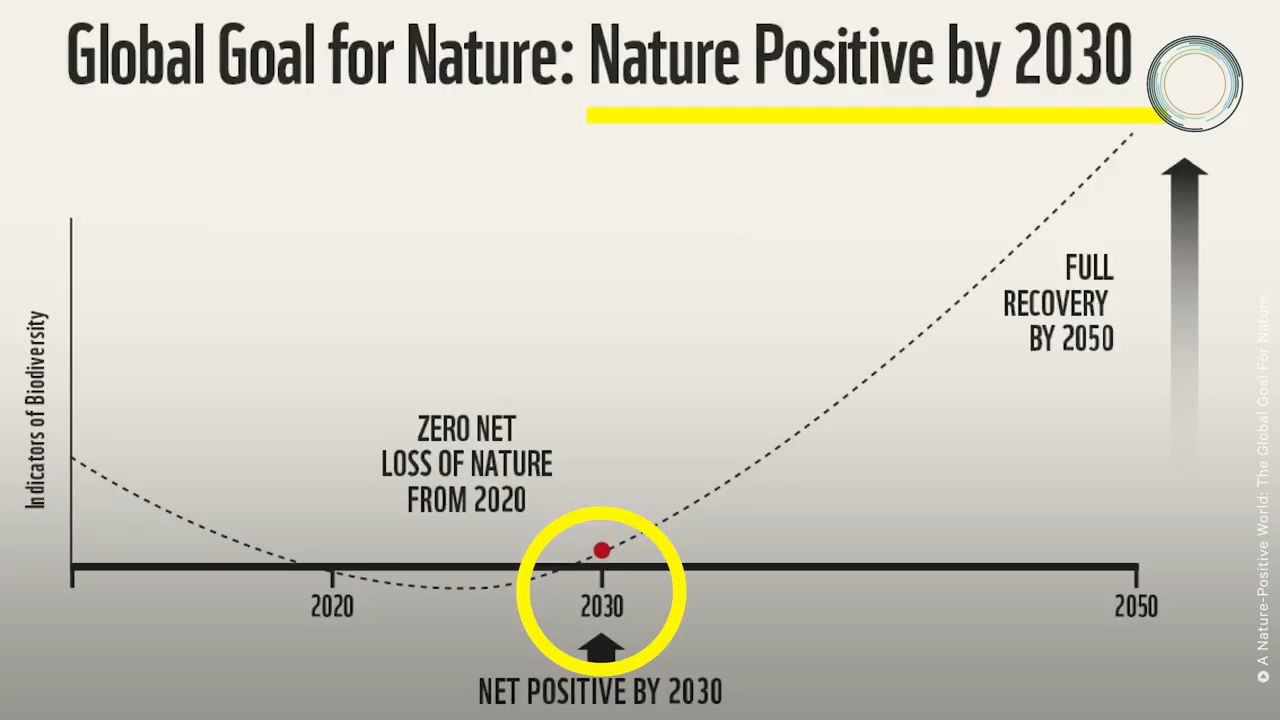 Global Goal for Nature: Nature Positive by 2030
Indicators of Biodiversity
ZERO NET
LOSS OF NATURE
FROM 2020
FULL
RECOVERY
BY 2050
2020
2030
2050
NET POSITIVE BY 2030
A Nature-Positive World: The Global Goal For Nature